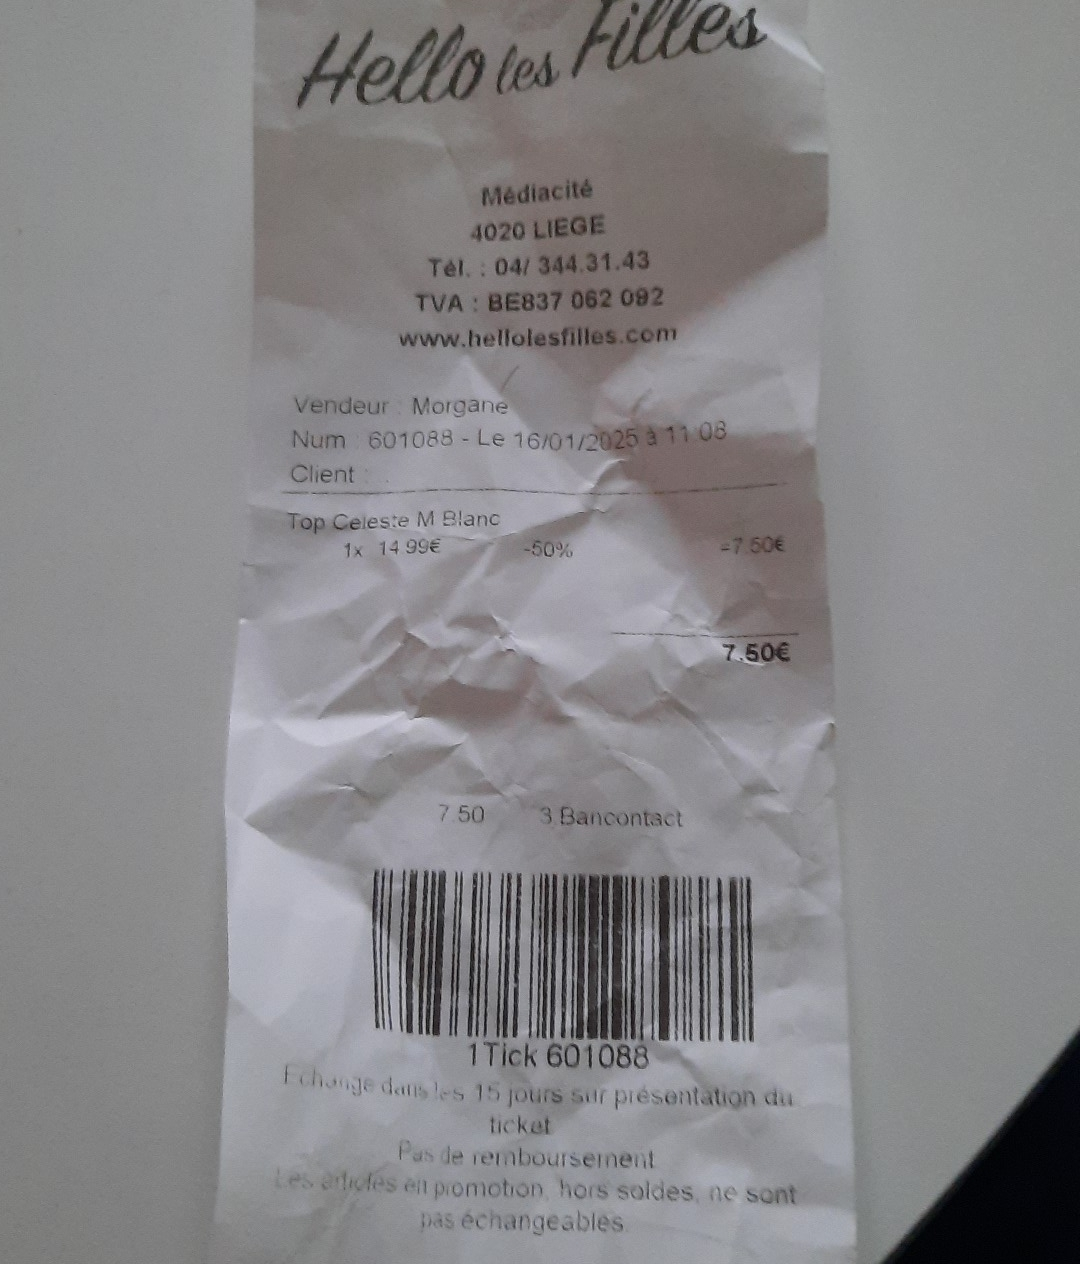 Hello les Filles
Médiacité
4020 LIEGE
Tél. : 04/ 344.31.43
TVA : BE837 062 092
www.hellolesfilles.com
Vendeur : Morgane
Num : 601088 - Le 16/01/2025 à 11:08
Client :
Top Celeste M Blanc
1x 14.99€ -50% =7.50€
7.50€
7.50 3.Bancontact
1Tick 601088
Echange dans les 15 jours sur présentation du
ticket
Pas de remboursement
Les articles en promotion, hors soldes, ne sont
pas échangeables.